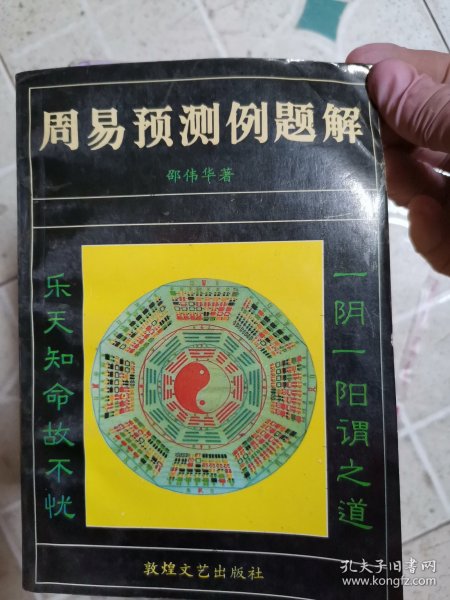 周易预测例题解
邵伟华著
一阴一阳谓之道
乐天知命故不忧
敦煌文艺出版社
孔夫子旧书网
www.kongfz.com